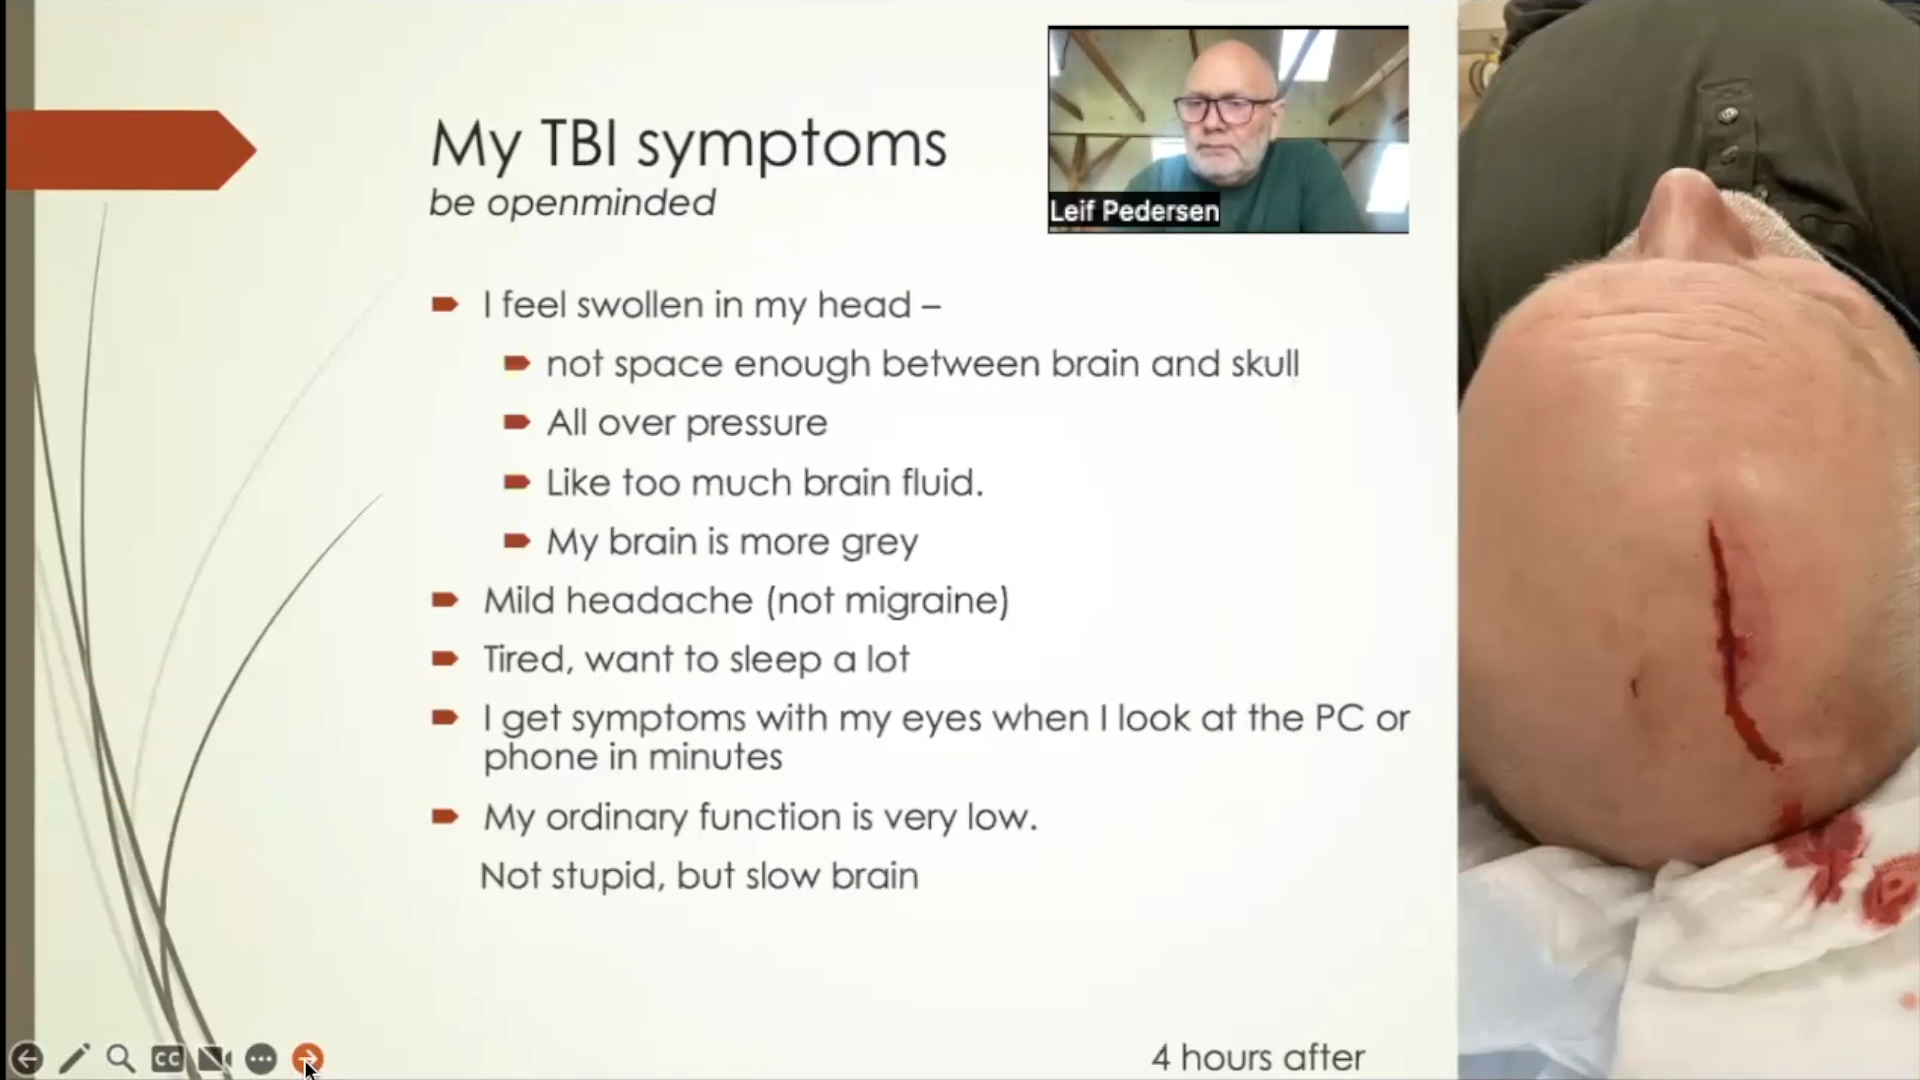 My TBI symptoms
be openminded
Leif Pedersen
I feel swollen in my head –
not space enough between brain and skull
All over pressure
Like too much brain fluid.
My brain is more grey
Mild headache (not migraine)
Tired, want to sleep a lot
I get symptoms with my eyes when I look at the PC or
phone in minutes
My ordinary function is very low.
Not stupid, but slow brain
CC
4 hours after